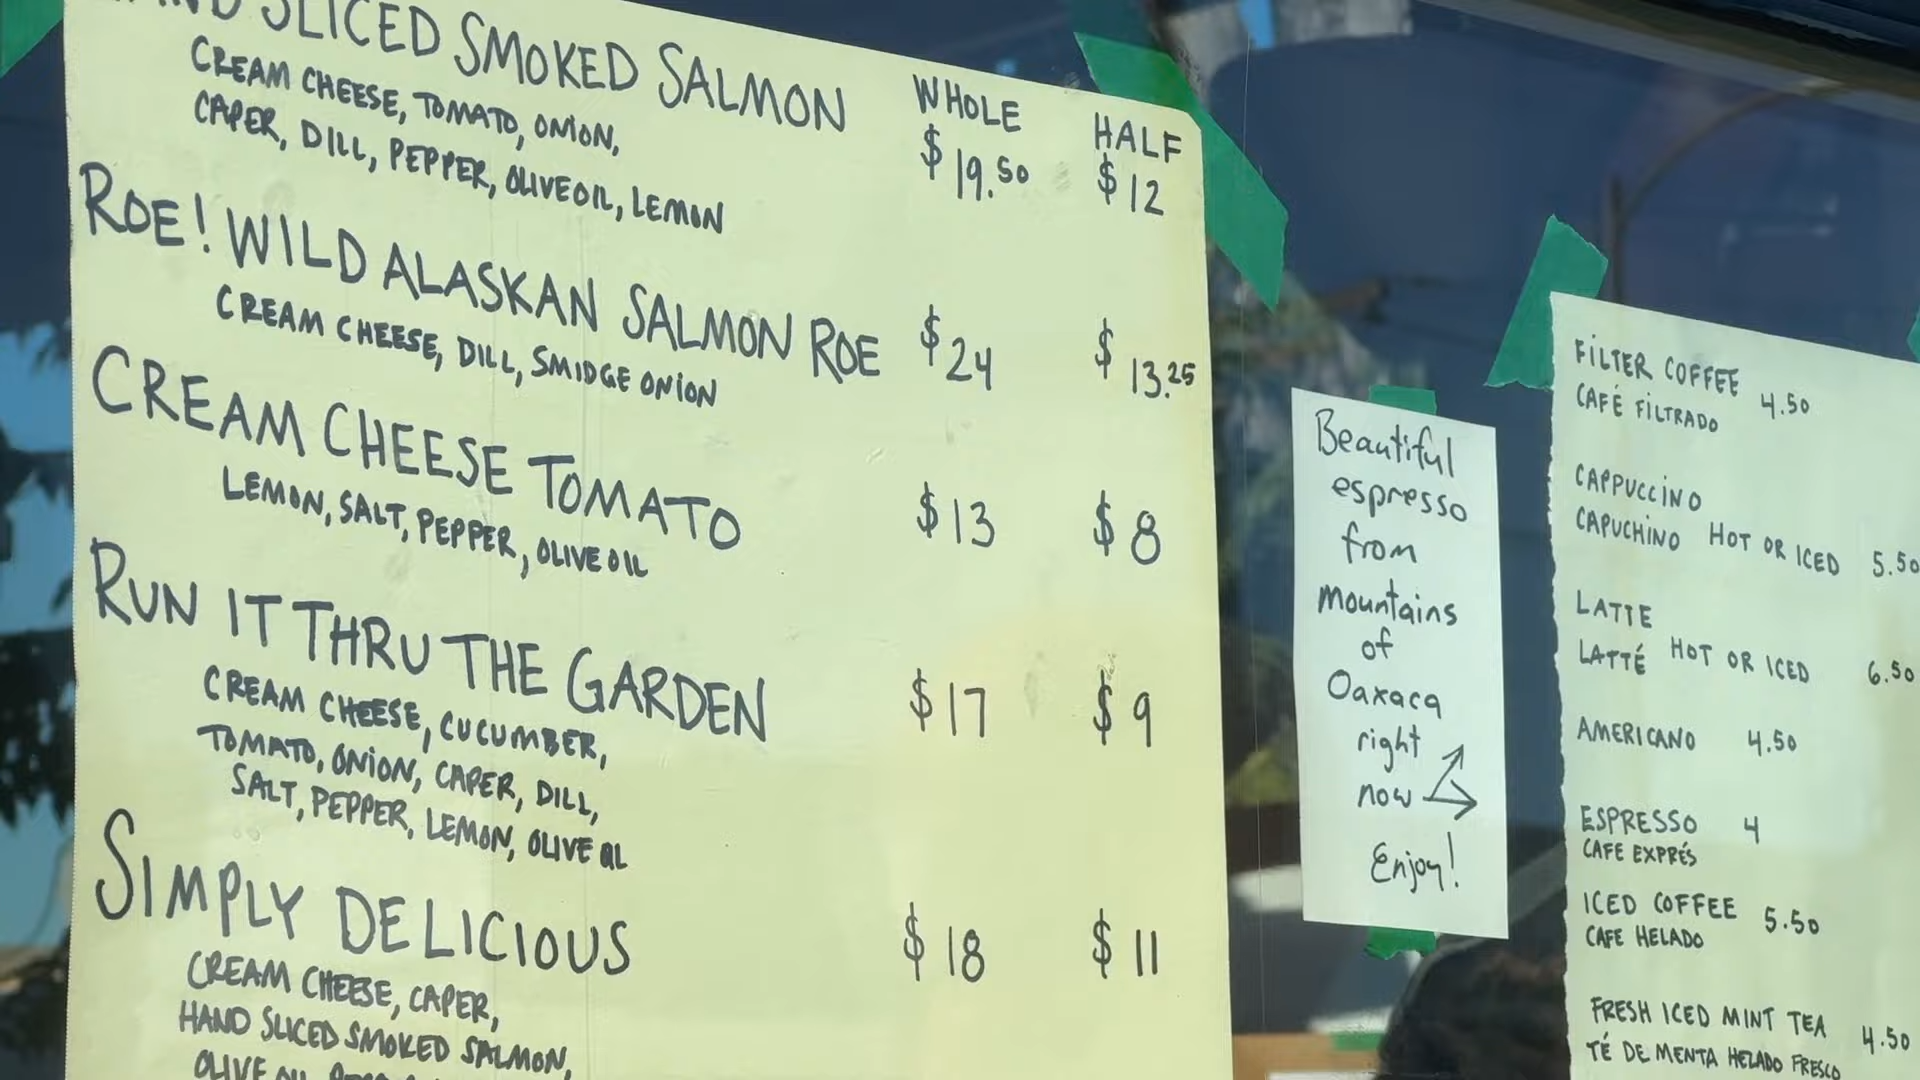 SLICED SMOKED SALMON
CREAM CHEESE, TOMATO, ONION,
CAPER, DILL, PEPPER, OLIVE OIL, LEMON
WHOLE HALF
$19.50 $12
ROE! WILD ALASKAN SALMON ROE $24 $13.25
CREAM CHEESE, DILL, SMIDGE ONION
CREAM CHEESE TOMATO $13 $8
LEMON, SALT, PEPPER, OLIVE OIL
RUN IT THRU THE GARDEN $17 $9
CREAM CHEESE, CUCUMBER,
TOMATO, ONION, CAPER, DILL,
SALT, PEPPER, LEMON, OLIVE OIL
SIMPLY DELICIOUS $18 $11
CREAM CHEESE, CAPER,
HAND SLICED SMOKED SALMON,
OLIVE OIL
Beautiful
espresso
from
mountains
of
Oaxaca
right
now
Enjoy!
FILTER COFFEE 4.50
CAFÉ FILTRADO
CAPPUCCINO
CAPUCHINO HOT OR ICED 5.50
LATTE
LATTÉ HOT OR ICED 6.50
AMERICANO 4.50
ESPRESSO 4
CAFE EXPRÉS
ICED COFFEE 5.50
CAFE HELADO
FRESH ICED MINT TEA 4.50
TÉ DE MENTA HELADO FRESCO